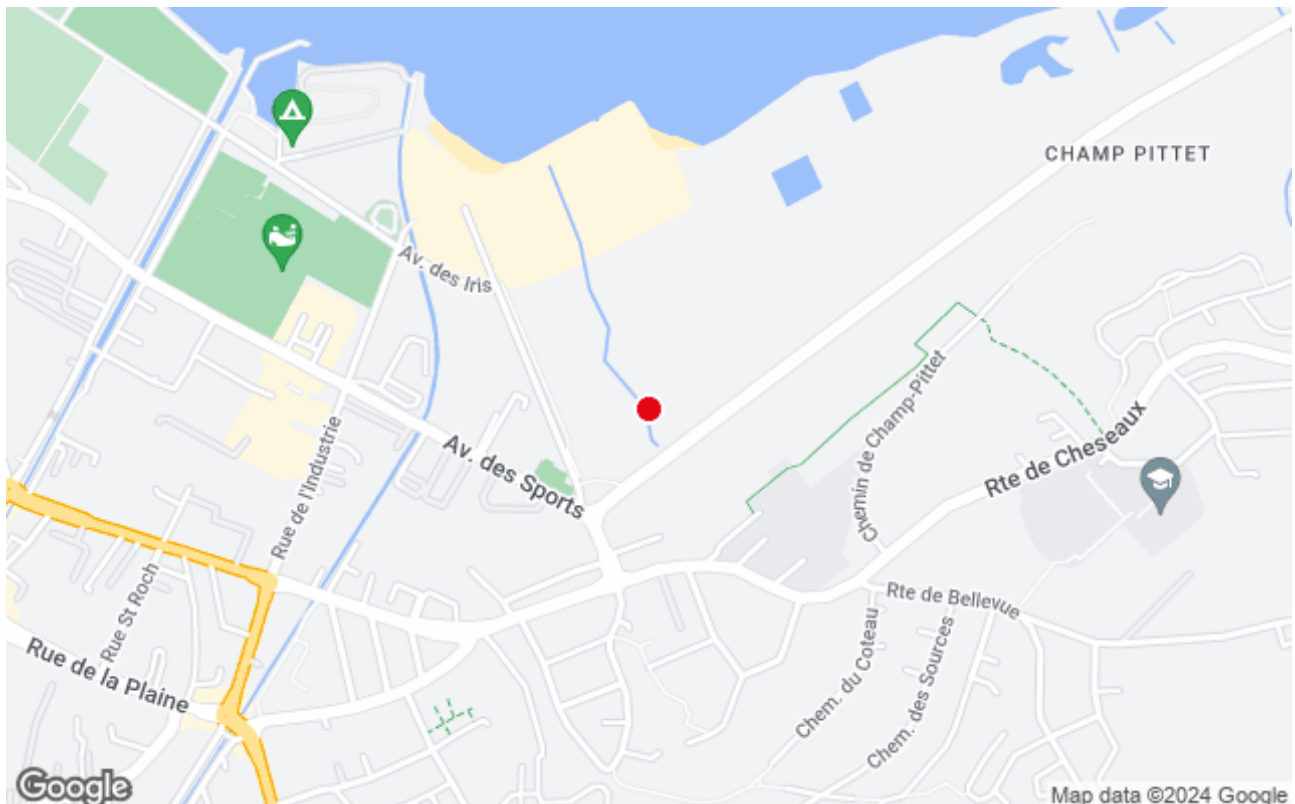 CHAMP PITTET
Av. des Iris
Chemin de Champ-Pittet
Av. des Sports
Rte de Cheseaux
Rue de l'Industrie
Rue St Roch
Rte de Bellevue
Rue de la Plaine
Chem. du Coteau
Chem. des Sources
Google
Map data ©2024 Google